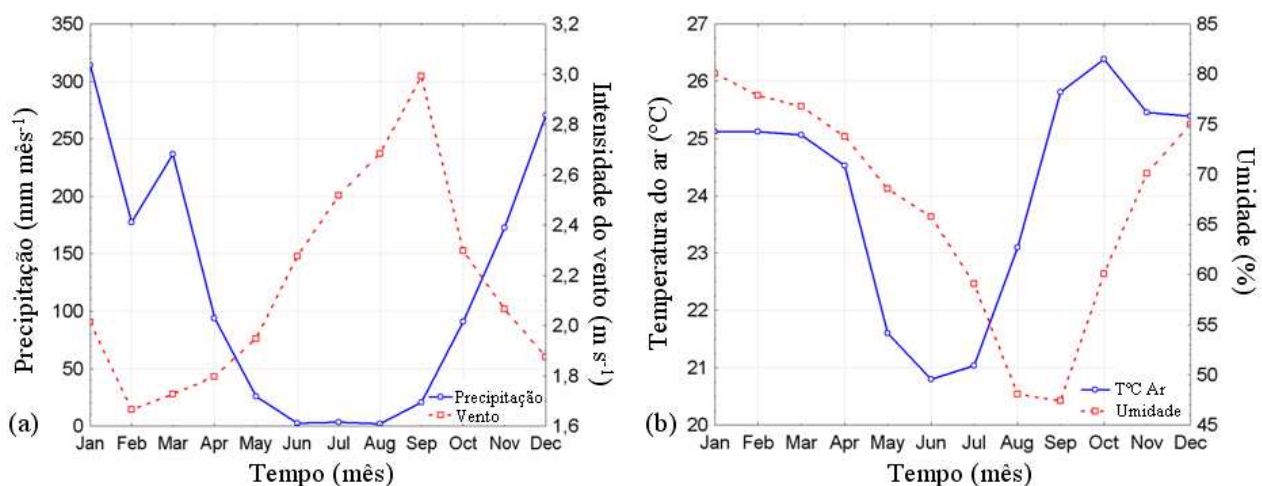 Precipitação (mm mês-1)
350
300
250
200
150
100
50
0
3,2
3,0
2,8
2,6
2,4
2,2
2,0
1,8
1,6
Intensidade do vento (m s-1)
Precipitação
Vento
(a)
Jan Feb Mar Apr May Jun Jul Aug Sep Oct Nov Dec
Tempo (mês)
Temperatura do ar (°C)
27
26
25
24
23
22
21
20
85
80
75
70
65
60
55
50
45
Umidade (%)
TºC Ar
Umidade
(b)
Jan Feb Mar Apr May Jun Jul Aug Sep Oct Nov Dec
Tempo (mês)